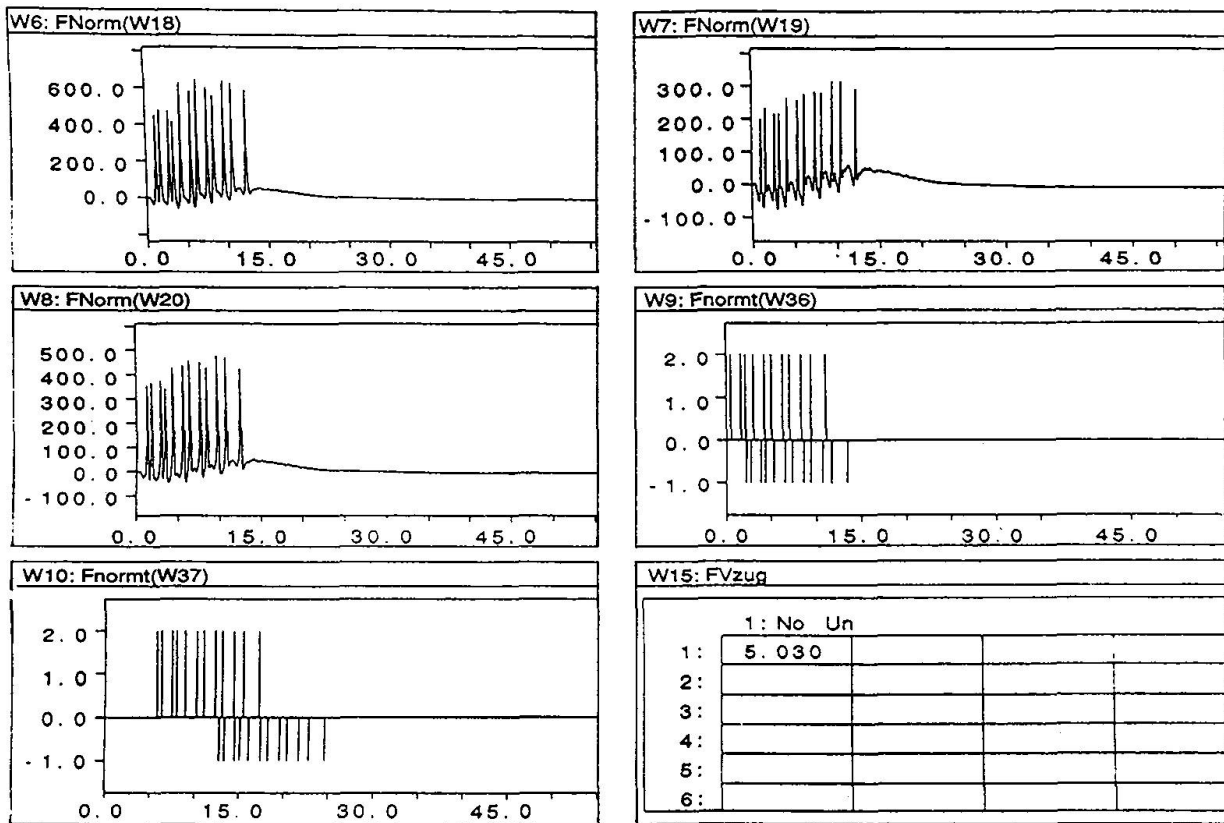 W6: FNorm(W18)
600.0
400.0
200.0
0.0
0.0 15.0 30.0 45.0
W7: FNorm(W19)
300.0
200.0
100.0
0.0
-100.0
0.0 15.0 30.0 45.0
W8: FNorm(W20)
500.0
400.0
300.0
200.0
100.0
0.0
-100.0
0.0 15.0 30.0 45.0
W9: Fnormt(W36)
2.0
1.0
0.0
-1.0
0.0 15.0 30.0 45.0
W10: Fnormt(W37)
2.0
1.0
0.0
-1.0
0.0 15.0 30.0 45.0
W15: FVzug
1: No Un
1: 5.030
2:
3:
4:
5:
6: